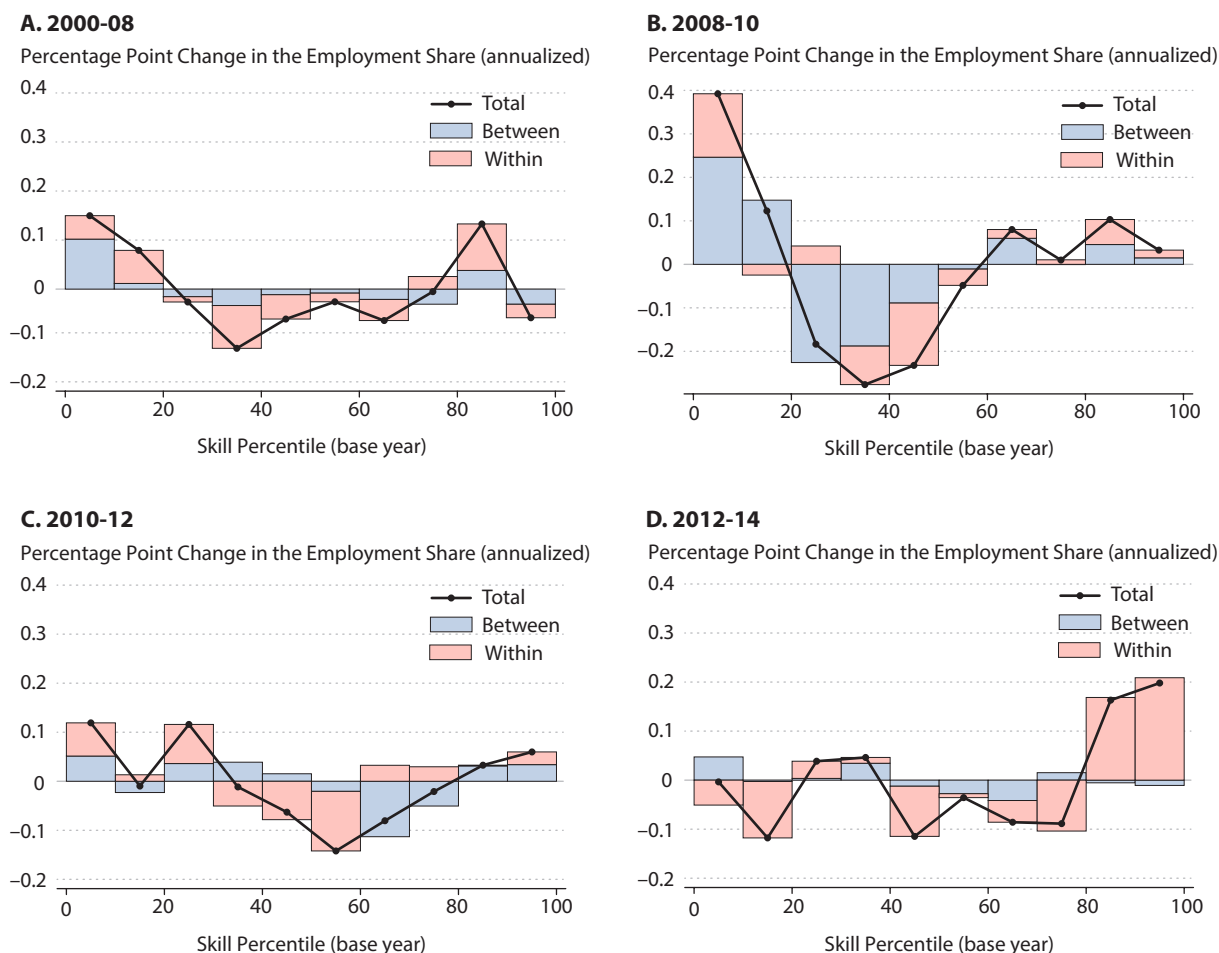 A. 2000-08
Percentage Point Change in the Employment Share (annualized)
0.4
0.3
0.2
0.1
0
−0.1
−0.2
Total
Between
Within
0 20 40 60 80 100
Skill Percentile (base year)
B. 2008-10
Percentage Point Change in the Employment Share (annualized)
0.4
0.3
0.2
0.1
0
−0.1
−0.2
Total
Between
Within
0 20 40 60 80 100
Skill Percentile (base year)
C. 2010-12
Percentage Point Change in the Employment Share (annualized)
0.4
0.3
0.2
0.1
0
−0.1
−0.2
Total
Between
Within
0 20 40 60 80 100
Skill Percentile (base year)
D. 2012-14
Percentage Point Change in the Employment Share (annualized)
0.4
0.3
0.2
0.1
0
−0.1
−0.2
Total
Between
Within
0 20 40 60 80 100
Skill Percentile (base year)